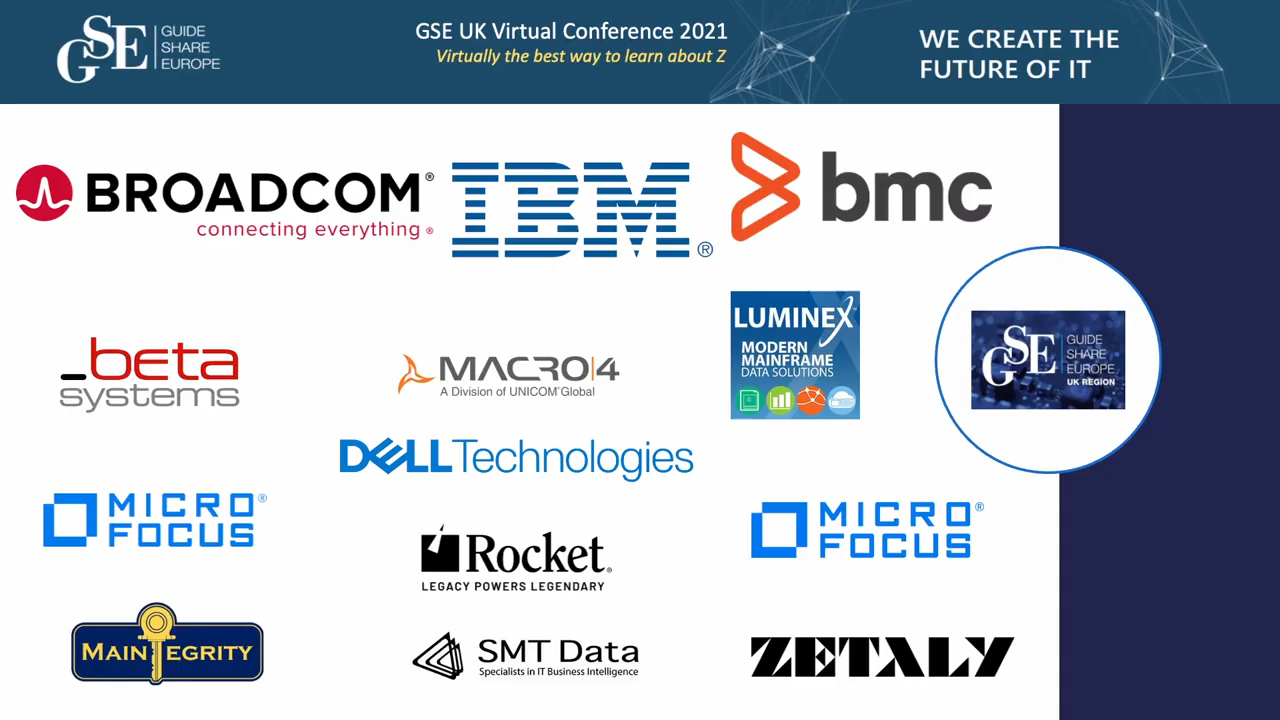 GSE
GUIDE
SHARE
EUROPE
GSE UK Virtual Conference 2021
Virtually the best way to learn about Z
WE CREATE THE
FUTURE OF IT
BROADCOM®
connecting everything®
IBM®
bmc
beta
systems
MACRO|4
A Division of UNICOM® Global
LUMINEX
MODERN
MAINFRAME
DATA SOLUTIONS
GSE
GUIDE
SHARE
EUROPE
UK REGION
DELLTechnologies
MICRO®
FOCUS
Rocket®
LEGACY POWERS LEGENDARY
MICRO®
FOCUS
MAINTEGRITY
SMT Data
Specialists in IT Business Intelligence
ZETALY